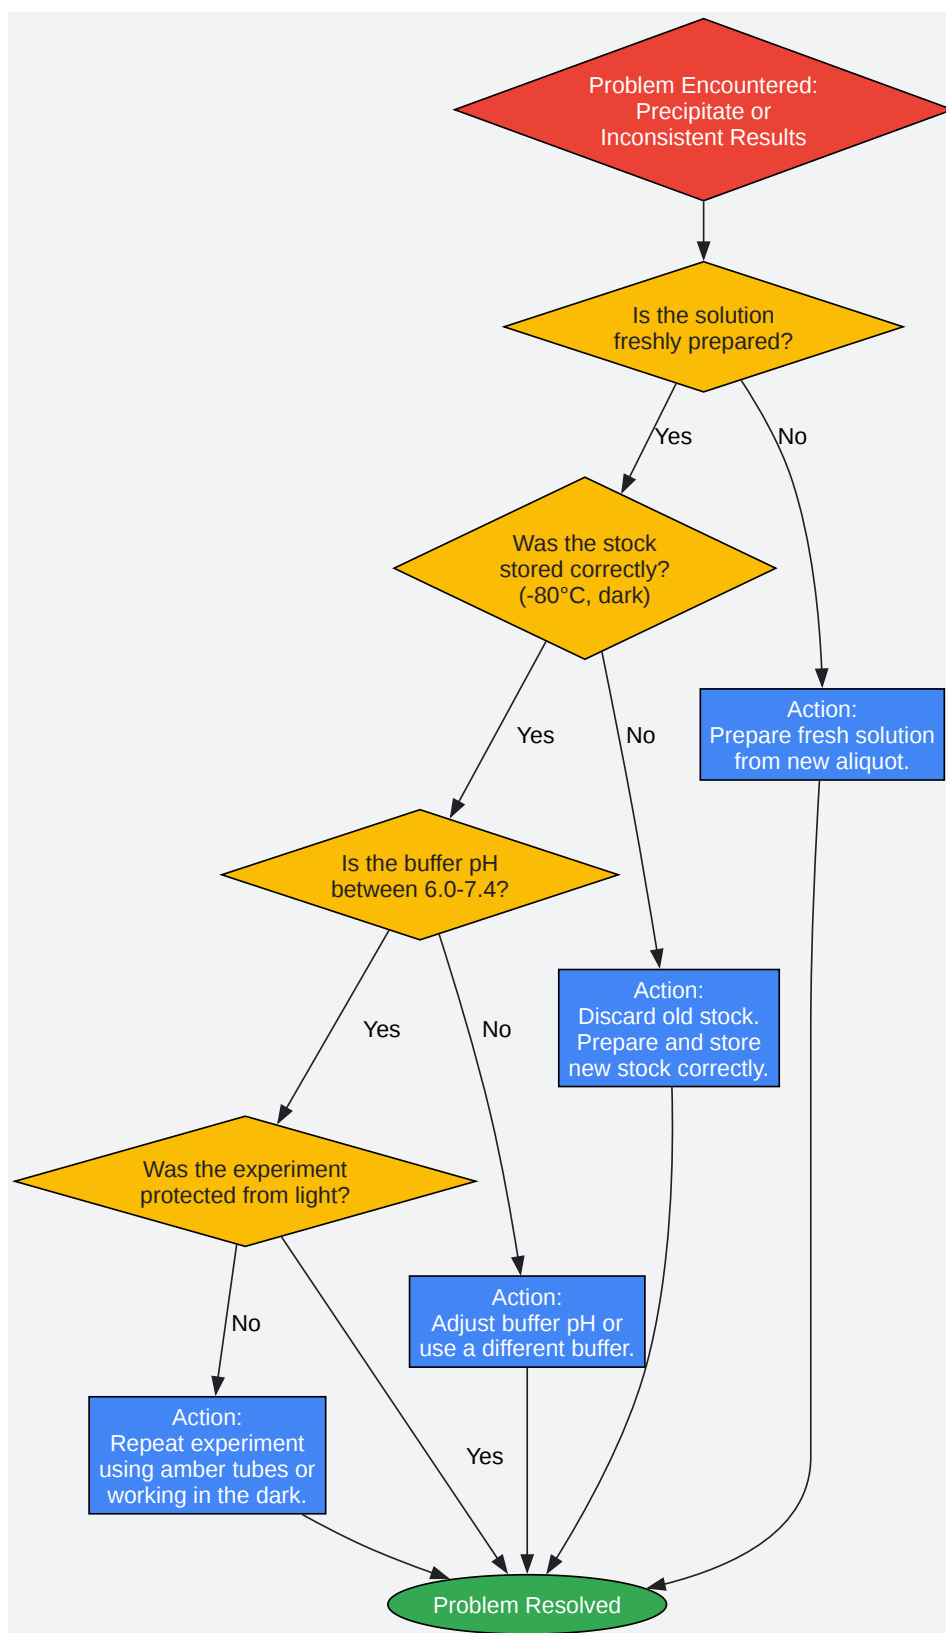 Problem Encountered:
Precipitate or
Inconsistent Results
Is the solution
freshly prepared?
Yes
No
Was the stock
stored correctly?
(-80°C, dark)
Action:
Prepare fresh solution
from new aliquot.
Yes
No
Is the buffer pH
between 6.0-7.4?
Action:
Discard old stock.
Prepare and store
new stock correctly.
Yes
No
Was the experiment
protected from light?
Action:
Adjust buffer pH or
use a different buffer.
No
Action:
Repeat experiment
using amber tubes or
working in the dark.
Yes
Problem Resolved